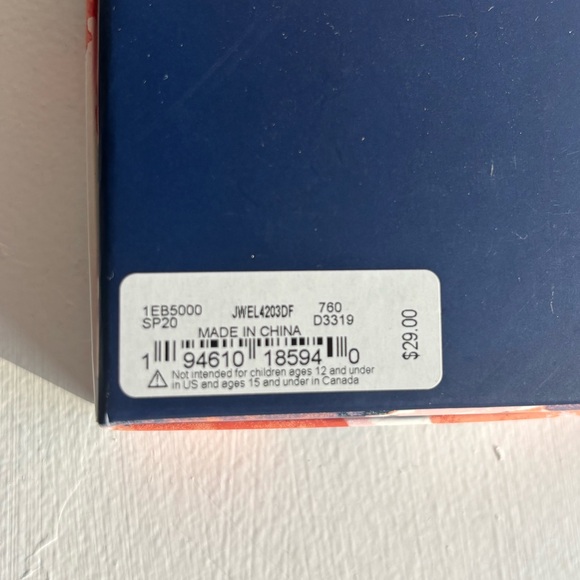 1EB5000 JWEL4203DF 760
SP20 D3319
MADE IN CHINA
1 94610 18594 0
Not intended for children ages 12 and under
in US and ages 15 and under in Canada
$29.00